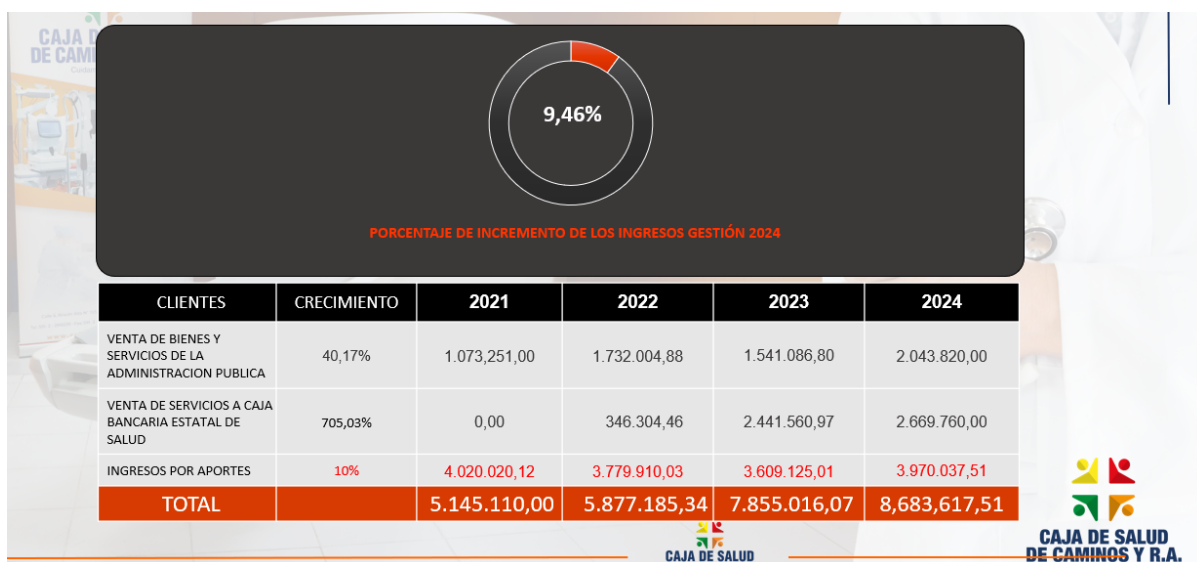 CAJA D
DE CAMI
9,46%
PORCENTAJE DE INCREMENTO DE LOS INGRESOS GESTIÓN 2024
CLIENTES CRECIMIENTO 2021 2022 2023 2024
VENTA DE BIENES Y
SERVICIOS DE LA
ADMINISTRACION PUBLICA
40,17% 1.073,251,00 1.732.004,88 1.541.086,80 2.043.820,00
VENTA DE SERVICIOS A CAJA
BANCARIA ESTATAL DE
SALUD
705,03% 0,00 346.304,46 2.441.560,97 2.669.760,00
INGRESOS POR APORTES 10% 4.020.020,12 3.779.910,03 3.609.125,01 3.970.037,51
TOTAL 5.145.110,00 5.877.185,34 7.855.016,07 8,683,617,51
CAJA DE SALUD
CAJA DE SALUD
DE CAMINOS Y R.A.